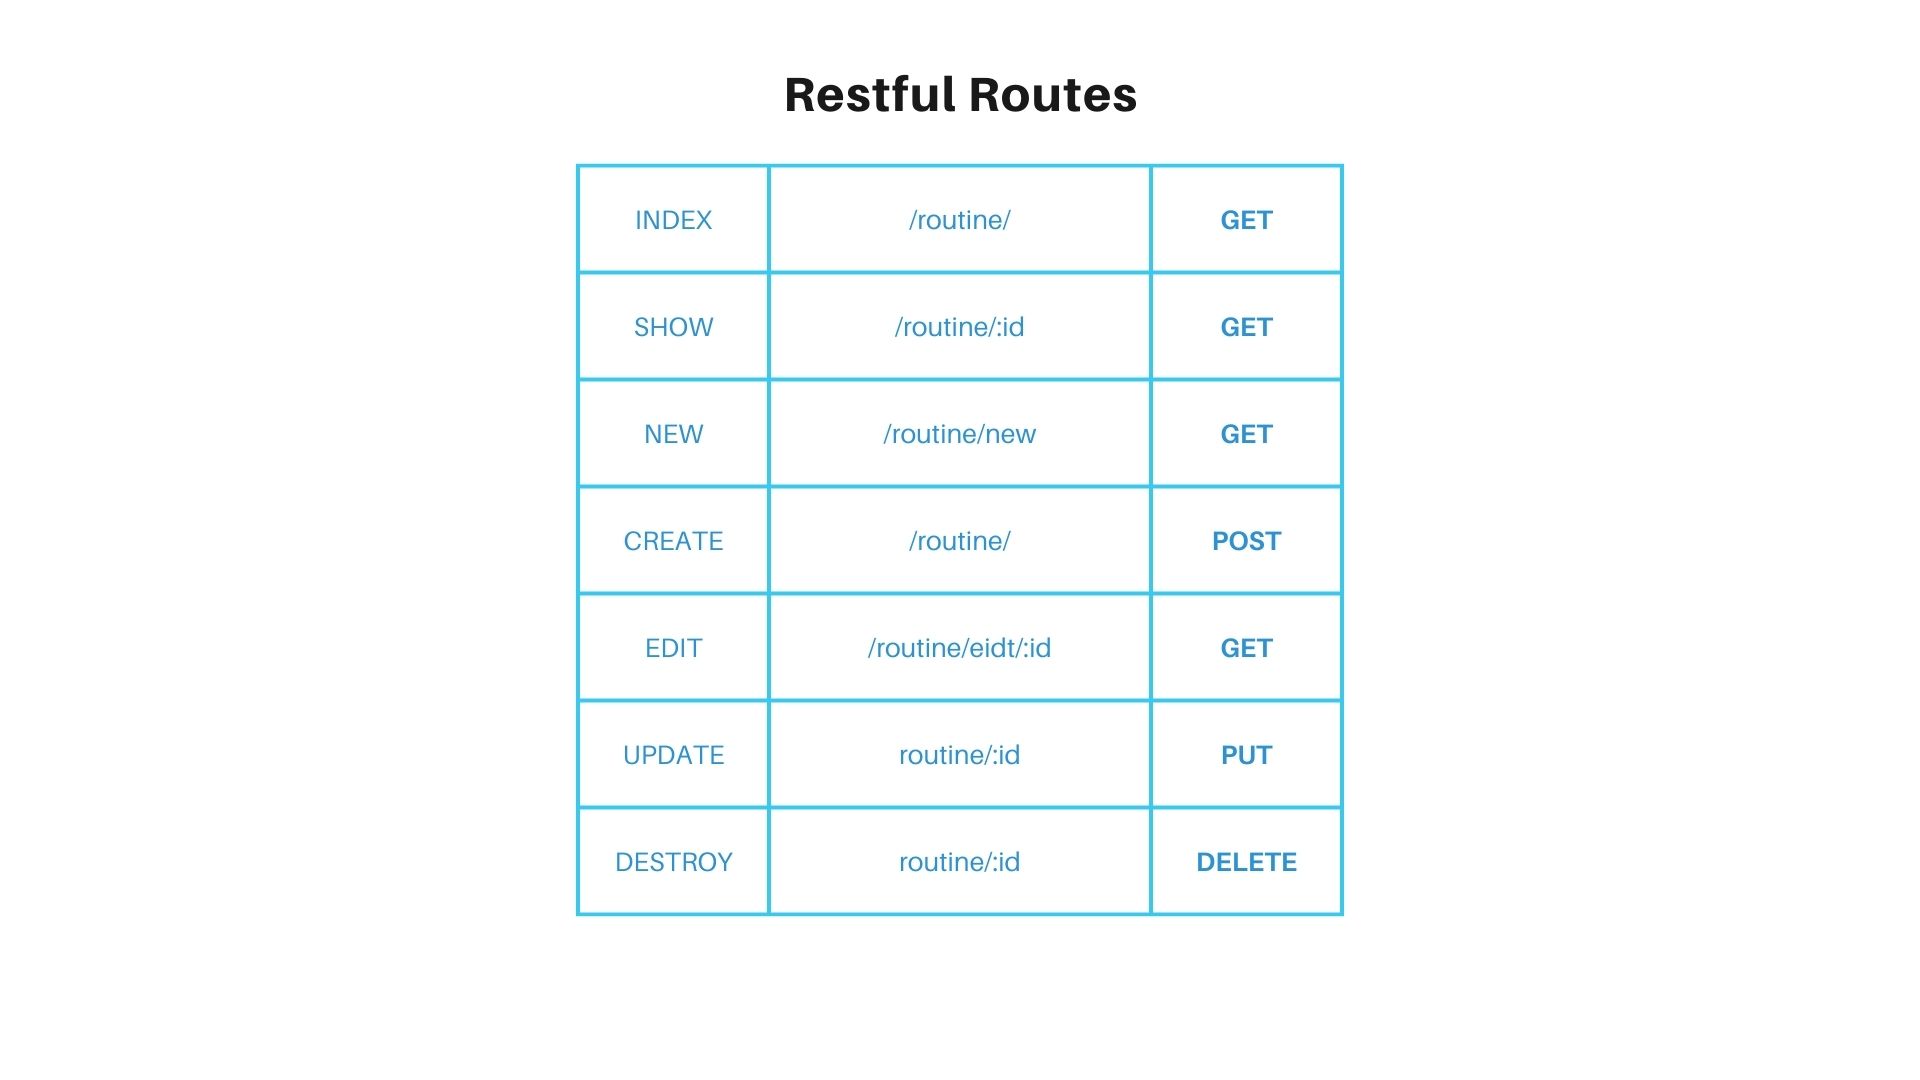 Restful Routes
INDEX /routine/ GET
SHOW /routine/:id GET
NEW /routine/new GET
CREATE /routine/ POST
EDIT /routine/eidt/:id GET
UPDATE routine/:id PUT
DESTROY routine/:id DELETE